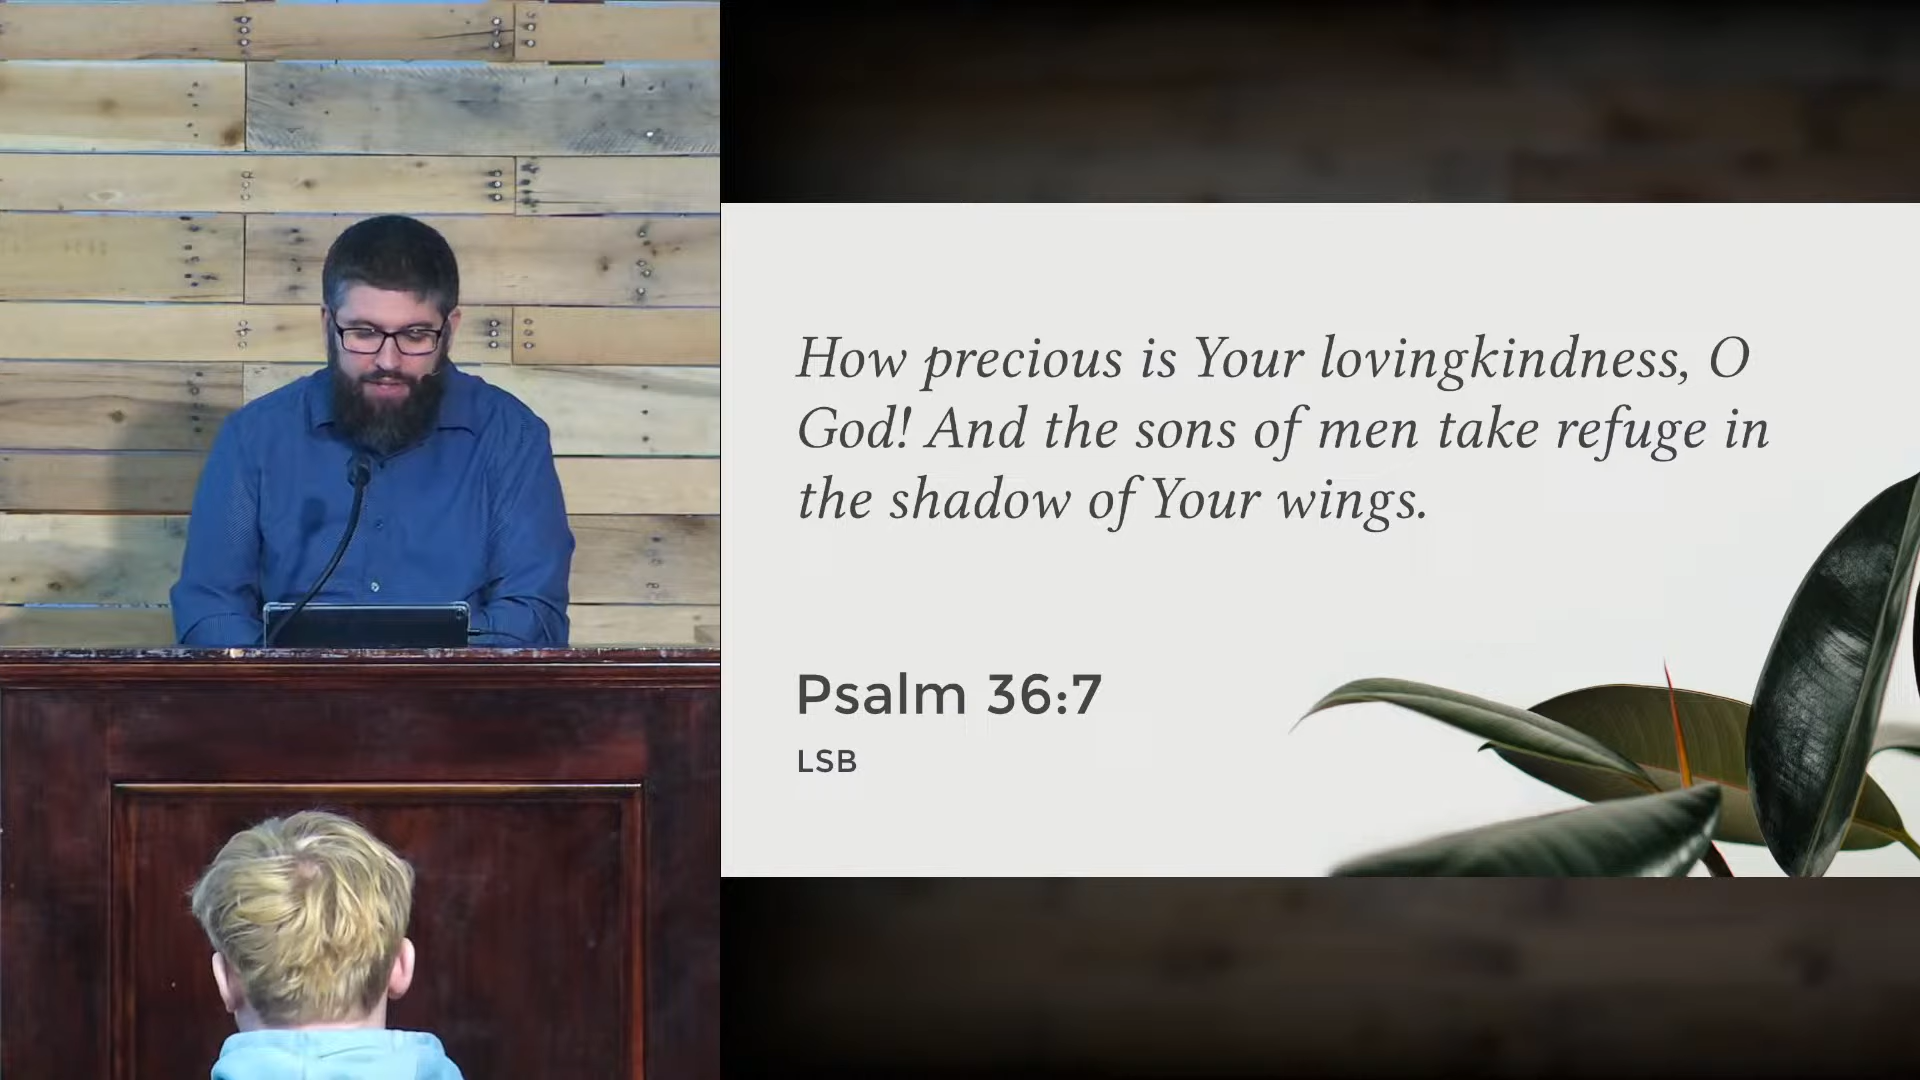 How precious is Your lovingkindness, O
God! And the sons of men take refuge in
the shadow of Your wings.
Psalm 36:7
LSB